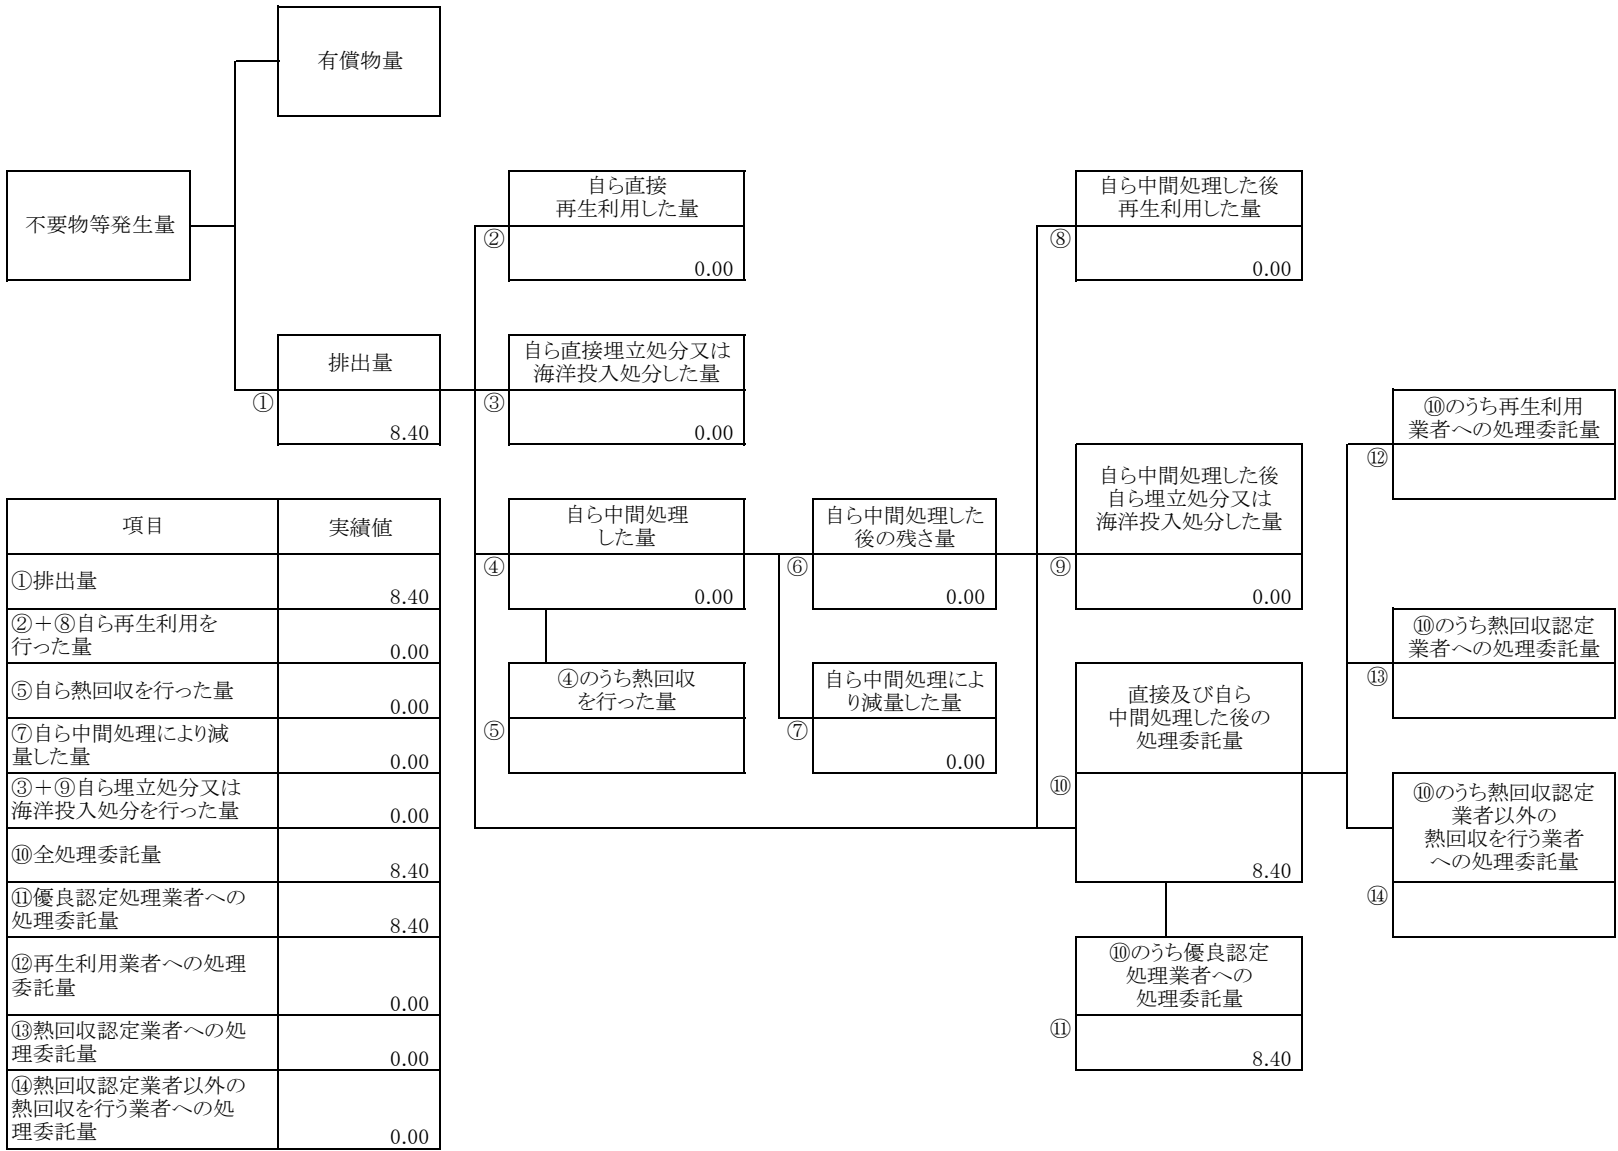 有償物量
不要物等発生量
排出量
①
8.40
自ら直接
再生利用した量
②
0.00
自ら直接埋立処分又は
海洋投入処分した量
③
0.00
自ら中間処理
した量
④
0.00
④のうち熱回収
を行った量
⑤
自ら中間処理した
後の残さ量
⑥
0.00
自ら中間処理によ
り減量した量
⑦
0.00
自ら中間処理した後
再生利用した量
⑧
0.00
自ら中間処理した後
自ら埋立処分又は
海洋投入処分した量
⑨
0.00
直接及び自ら
中間処理した後の
処理委託量
⑩
8.40
⑩のうち優良認定
処理業者への
処理委託量
⑪
8.40
⑩のうち再生利用
業者への処理委託量
⑫
⑩のうち熱回収認定
業者への処理委託量
⑬
⑩のうち熱回収認定
業者以外の
熱回収を行う業者
への処理委託量
⑭
項目 実績値
①排出量
8.40
②＋⑧自ら再生利用を
行った量
0.00
⑤自ら熱回収を行った量
0.00
⑦自ら中間処理により減
量した量
0.00
③＋⑨自ら埋立処分又は
海洋投入処分を行った量
0.00
⑩全処理委託量
8.40
⑪優良認定処理業者への
処理委託量
8.40
⑫再生利用業者への処理
委託量
0.00
⑬熱回収認定業者への処
理委託量
0.00
⑭熱回収認定業者以外の
熱回収を行う業者への処
理委託量
0.00